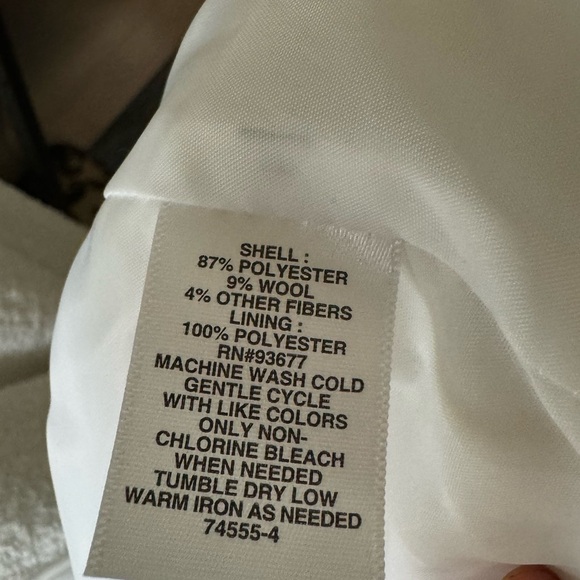 SHELL :
87% POLYESTER
9% WOOL
4% OTHER FIBERS
LINING :
100% POLYESTER
RN#93677
MACHINE WASH COLD
GENTLE CYCLE
WITH LIKE COLORS
ONLY NON-
CHLORINE BLEACH
WHEN NEEDED
TUMBLE DRY LOW
WARM IRON AS NEEDED
74555-4